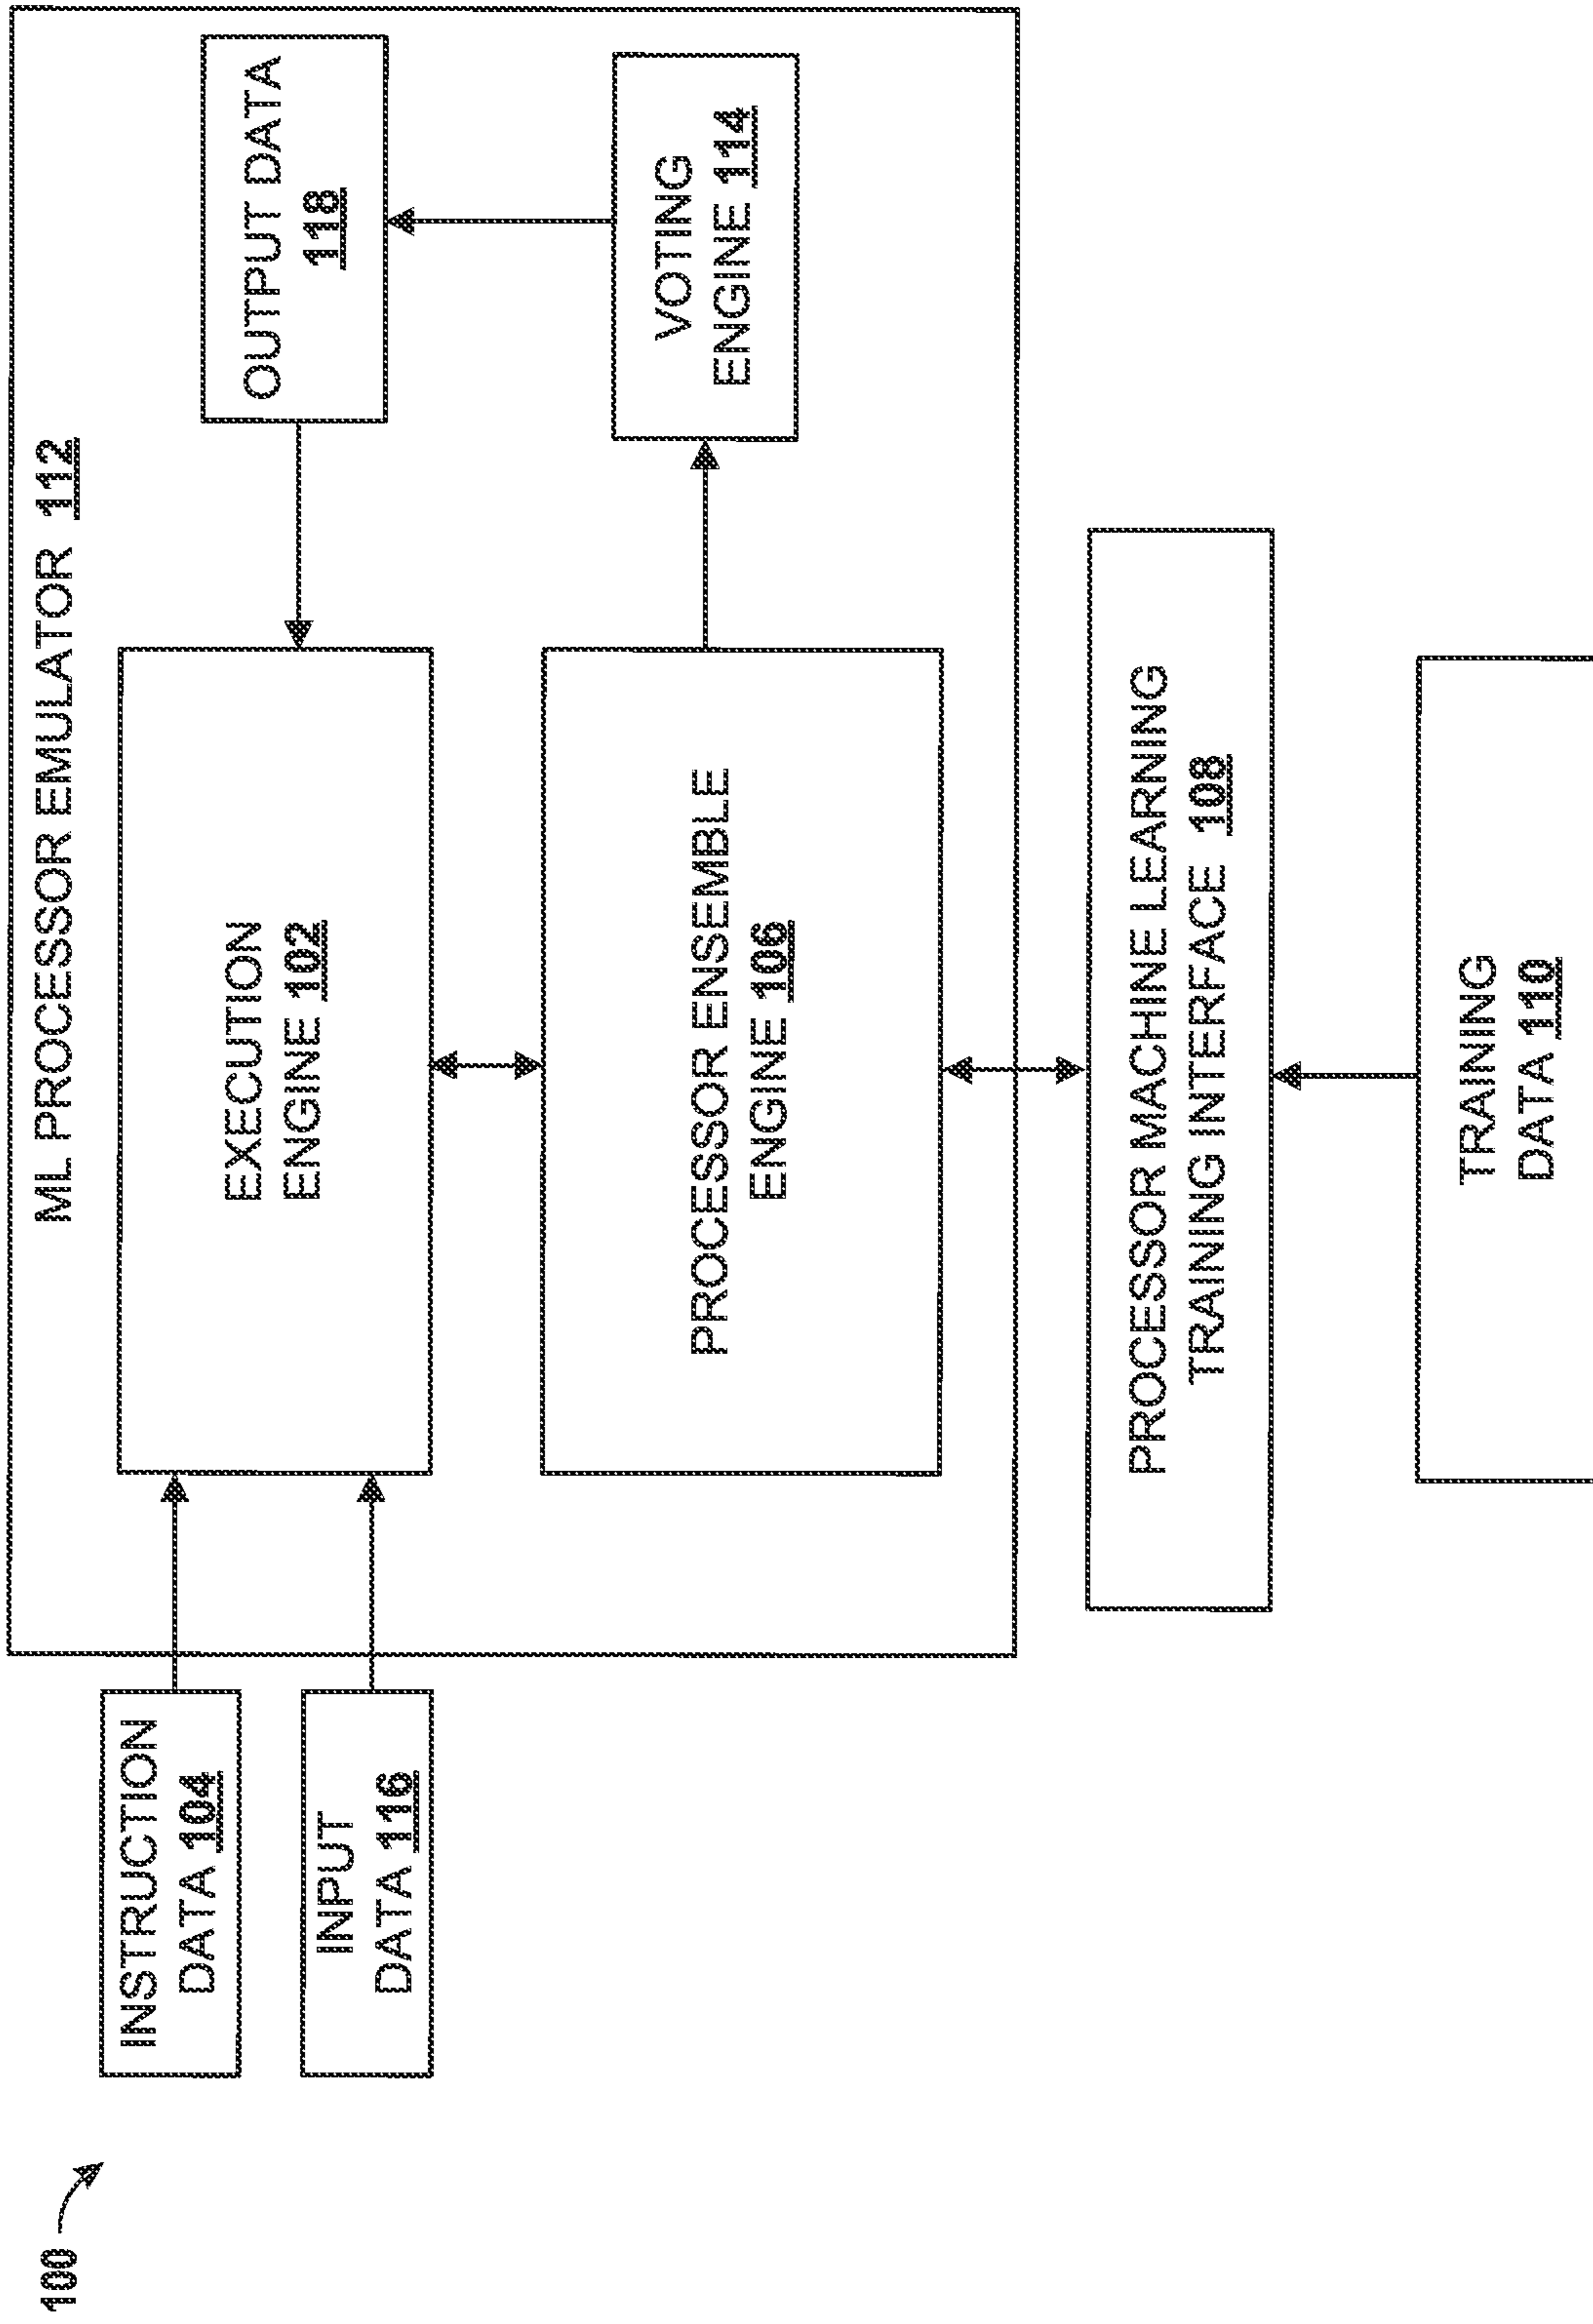 100
ML PROCESSOR EMULATOR 112
INSTRUCTION
DATA 104
INPUT
DATA 116
EXECUTION
ENGINE 102
OUTPUT DATA
118
PROCESSOR ENSEMBLE
ENGINE 106
VOTING
ENGINE 114
PROCESSOR MACHINE LEARNING
TRAINING INTERFACE 108
TRAINING
DATA 110